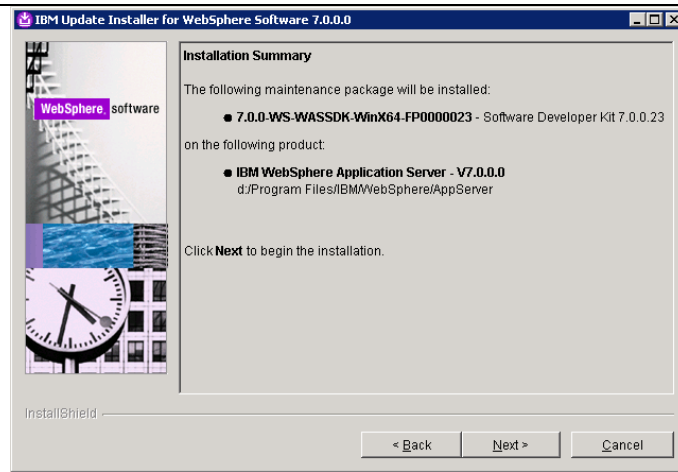 IBM Update Installer for WebSphere Software 7.0.0.0
WebSphere. software
Installation Summary
The following maintenance package will be installed:
● 7.0.0-WS-WASSDK-WinX64-FP0000023 - Software Developer Kit 7.0.0.23
on the following product:
● IBM WebSphere Application Server - V7.0.0.0
d:/Program Files/IBM/WebSphere/AppServer
Click Next to begin the installation.
InstallShield
< Back
Next >
Cancel